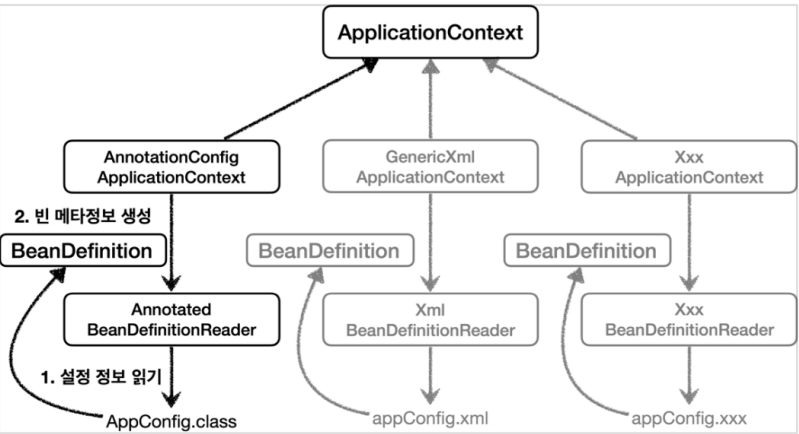 ApplicationContext
AnnotationConfig
ApplicationContext
GenericXml
ApplicationContext
Xxx
ApplicationContext
2. 빈 메타정보 생성
BeanDefinition
BeanDefinition
BeanDefinition
Annotated
BeanDefinitionReader
Xml
BeanDefinitionReader
Xxx
BeanDefinitionReader
1. 설정 정보 읽기
AppConfig.class
appConfig.xml
appConfig.xxx